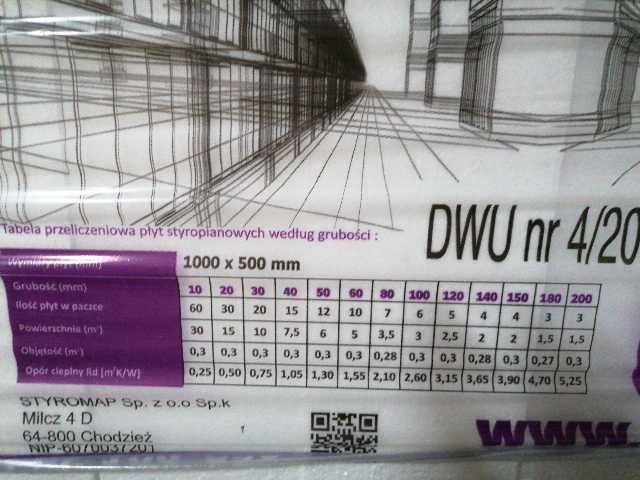 DWU nr 4/20
Tabela przeliczeniowa płyt styropianowych według grubości :
Wymiary płyt (mm) 1000 x 500 mm
Grubość (mm) 10 20 30 40 50 60 80 100 120 140 150 180 200
Ilość płyt w paczce 60 30 20 15 12 10 7 6 5 4 4 3 3
Powierzchnia (m²) 30 15 10 7,5 6 5 3,5 3 2,5 2 2 1,5 1,5
Objętość (m³) 0,3 0,3 0,3 0,3 0,3 0,3 0,28 0,3 0,3 0,28 0,3 0,27 0,3
Opór cieplny Rd [m²K/W] 0,25 0,50 0,75 1,05 1,30 1,55 2,10 2,60 3,15 3,65 3,90 4,70 5,25
STYROMAP Sp. z o.o Sp.k
Milcz 4 D
64-800 Chodzież
NIP-6070037201
www.